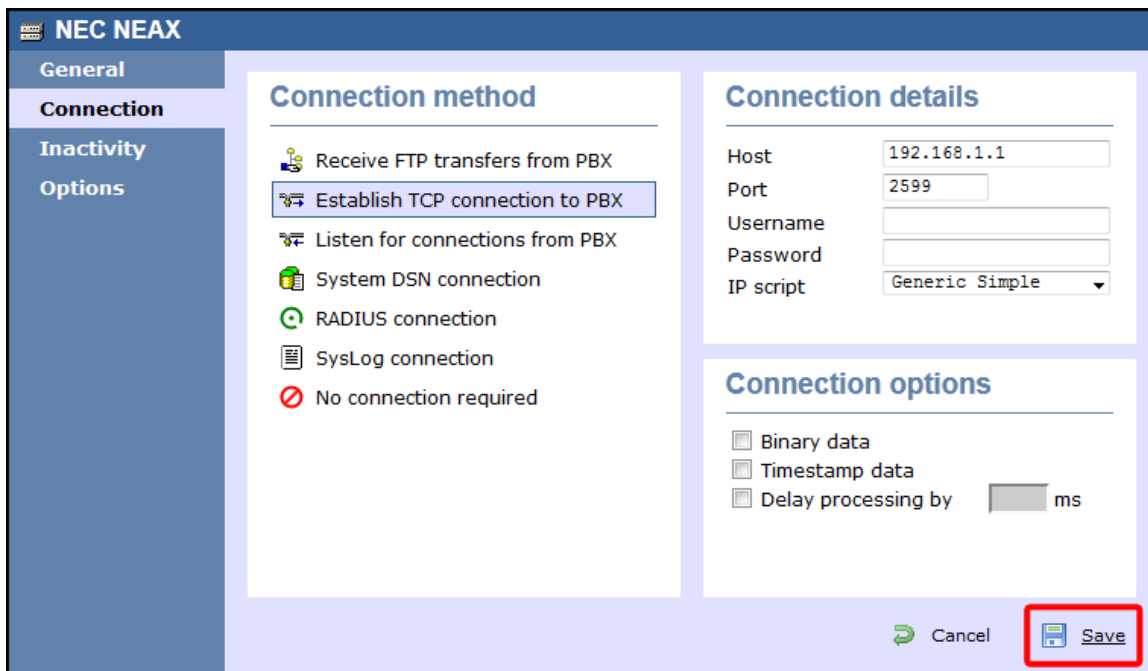 NEC NEAX
General
Connection
Inactivity
Options
Connection method
Receive FTP transfers from PBX
Establish TCP connection to PBX
Listen for connections from PBX
System DSN connection
RADIUS connection
SysLog connection
No connection required
Connection details
Host 192.168.1.1
Port 2599
Username
Password
IP script Generic Simple
Connection options
Binary data
Timestamp data
Delay processing by ms
Cancel Save